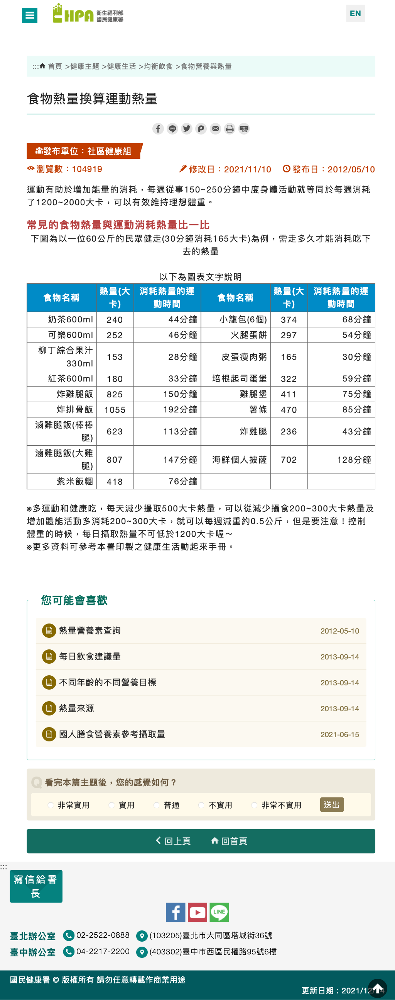 HPA 衛生福利部
國民健康署
EN
:::首頁 >健康主題 >健康生活 >均衡飲食 >食物營養與熱量
食物熱量換算運動熱量
發布單位：社區健康組
瀏覽數：104919 修改日：2021/11/10 發布日：2012/05/10
運動有助於增加能量的消耗，每週從事150~250分鐘中度身體活動就等同於每週消耗
了1200~2000大卡，可以有效維持理想體重。
常見的食物熱量與運動消耗熱量比一比
下圖為以一位60公斤的民眾健走(30分鐘消耗165大卡)為例，需走多久才能消耗吃下
去的熱量
以下為圖表文字說明
食物名稱 熱量(大卡) 消耗熱量的運動時間 食物名稱 熱量(大卡) 消耗熱量的運動時間
奶茶600ml 240 44分鐘 小籠包(6個) 374 68分鐘
可樂600ml 252 46分鐘 火腿蛋餅 297 54分鐘
柳丁綜合果汁330ml 153 28分鐘 皮蛋瘦肉粥 165 30分鐘
紅茶600ml 180 33分鐘 培根起司蛋堡 322 59分鐘
炸雞腿飯 825 150分鐘 雞腿堡 411 75分鐘
炸排骨飯 1055 192分鐘 薯條 470 85分鐘
滷雞腿飯(棒棒腿) 623 113分鐘 炸雞腿 236 43分鐘
滷雞腿飯(大雞腿) 807 147分鐘 海鮮個人披薩 702 128分鐘
紫米飯糰 418 76分鐘
※多運動和健康吃，每天減少攝取500大卡熱量，可以從減少攝食200~300大卡熱量及
增加體能活動多消耗200~300大卡，就可以每週減重約0.5公斤，但是要注意！控制
體重的時候，每日攝取熱量不可低於1200大卡喔～
※更多資料可參考本署印製之健康生活動起來手冊。
您可能會喜歡
熱量營養素查詢 2012-05-10
每日飲食建議量 2013-09-14
不同年齡的不同營養目標 2013-09-14
熱量來源 2013-09-14
國人膳食營養素參考攝取量 2021-06-15
Q 看完本篇主題後，您的感覺如何？
非常實用 實用 普通 不實用 非常不實用 送出
回上頁 回首頁
:::
寫信給署
長
LINE
臺北辦公室 02-2522-0888 (103205)臺北市大同區塔城街36號
臺中辦公室 04-2217-2200 (403302)臺中市西區民權路95號6樓
國民健康署 © 版權所有 請勿任意轉載作商業用途
更新日期：2021/12/14